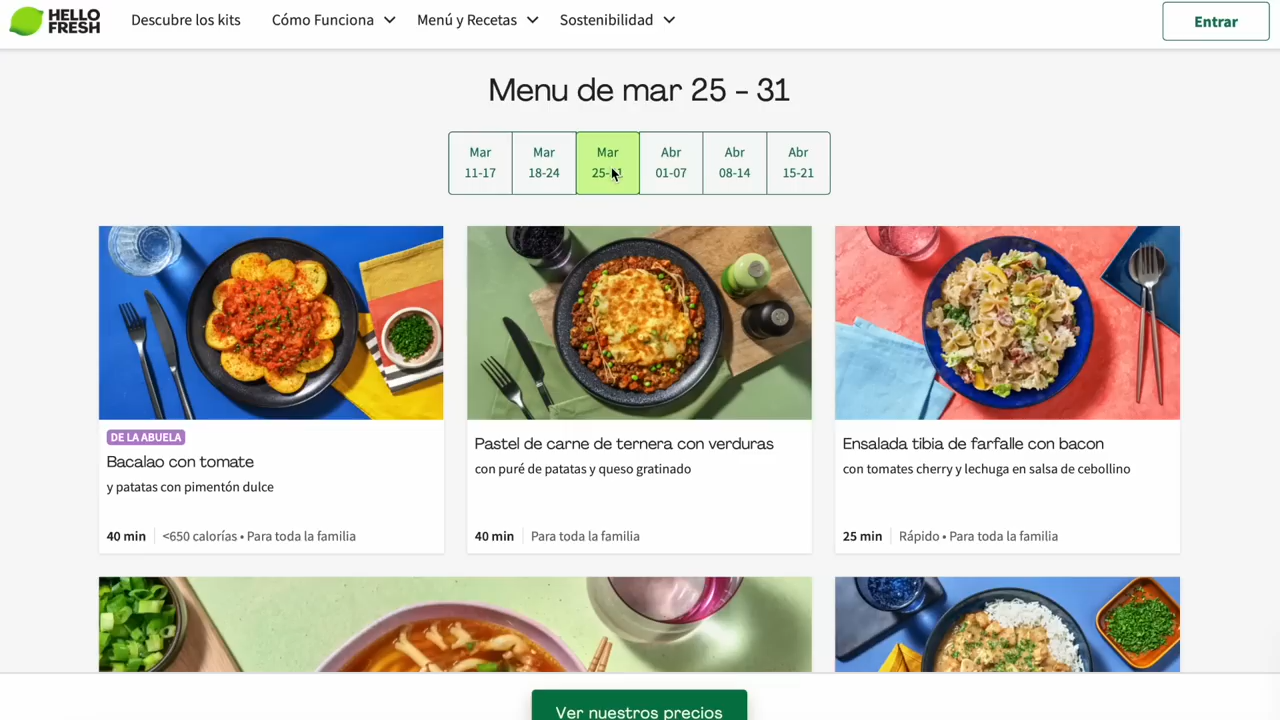 HELLO
FRESH
Descubre los kits
Cómo Funciona
Menú y Recetas
Sostenibilidad
Entrar
Menu de mar 25 - 31
Mar
11-17
Mar
18-24
Mar
25-
Abr
01-07
Abr
08-14
Abr
15-21
DE LA ABUELA
Bacalao con tomate
y patatas con pimentón dulce
40 min
<650 calorías • Para toda la familia
Pastel de carne de ternera con verduras
con puré de patatas y queso gratinado
40 min
Para toda la familia
Ensalada tibia de farfalle con bacon
con tomates cherry y lechuga en salsa de cebollino
25 min
Rápido • Para toda la familia
Ver nuestros precios